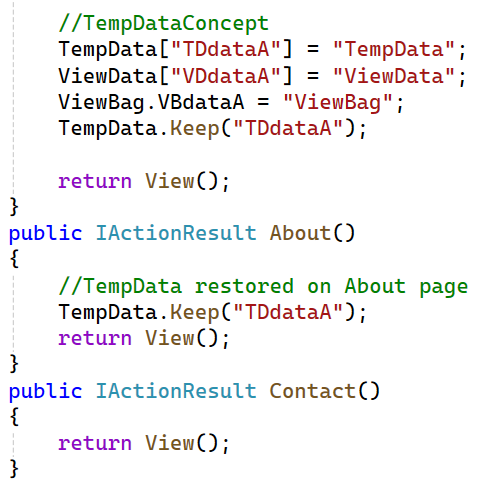 //TempDataConcept
TempData["TDdataA"] = "TempData";
ViewData["VDdataA"] = "ViewData";
ViewBag.VBdataA = "ViewBag";
TempData.Keep("TDdataA");
return View();
}
public IActionResult About()
{
//TempData restored on About page
TempData.Keep("TDdataA");
return View();
}
public IActionResult Contact()
{
return View();
}